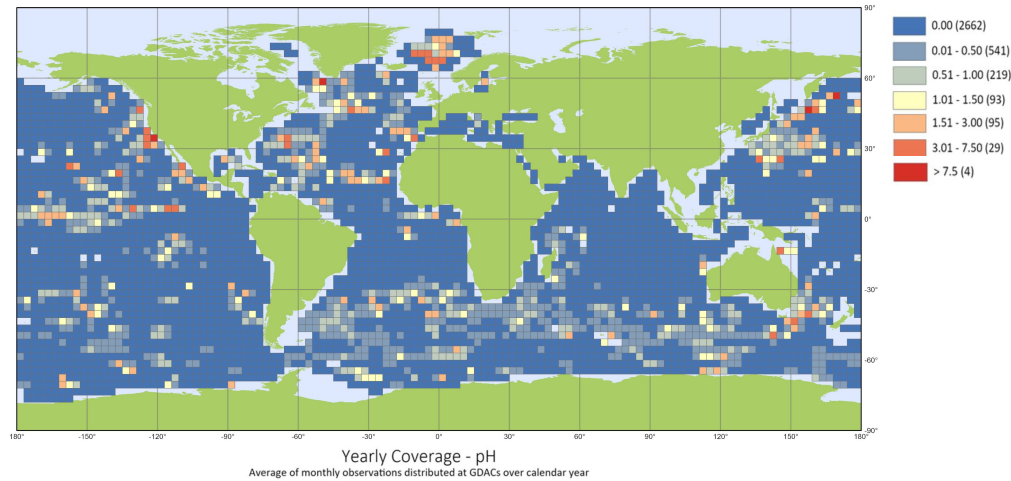 90°
60°
30°
0°
-30°
-60°
-90°
180° -150° -120° -90° -60° -30° 0° 30° 60° 90° 120° 150° 180°
0.00 (2662)
0.01 - 0.50 (541)
0.51 - 1.00 (219)
1.01 - 1.50 (93)
1.51 - 3.00 (95)
3.01 - 7.50 (29)
> 7.5 (4)
Yearly Coverage - pH
Average of monthly observations distributed at GDACs over calendar year